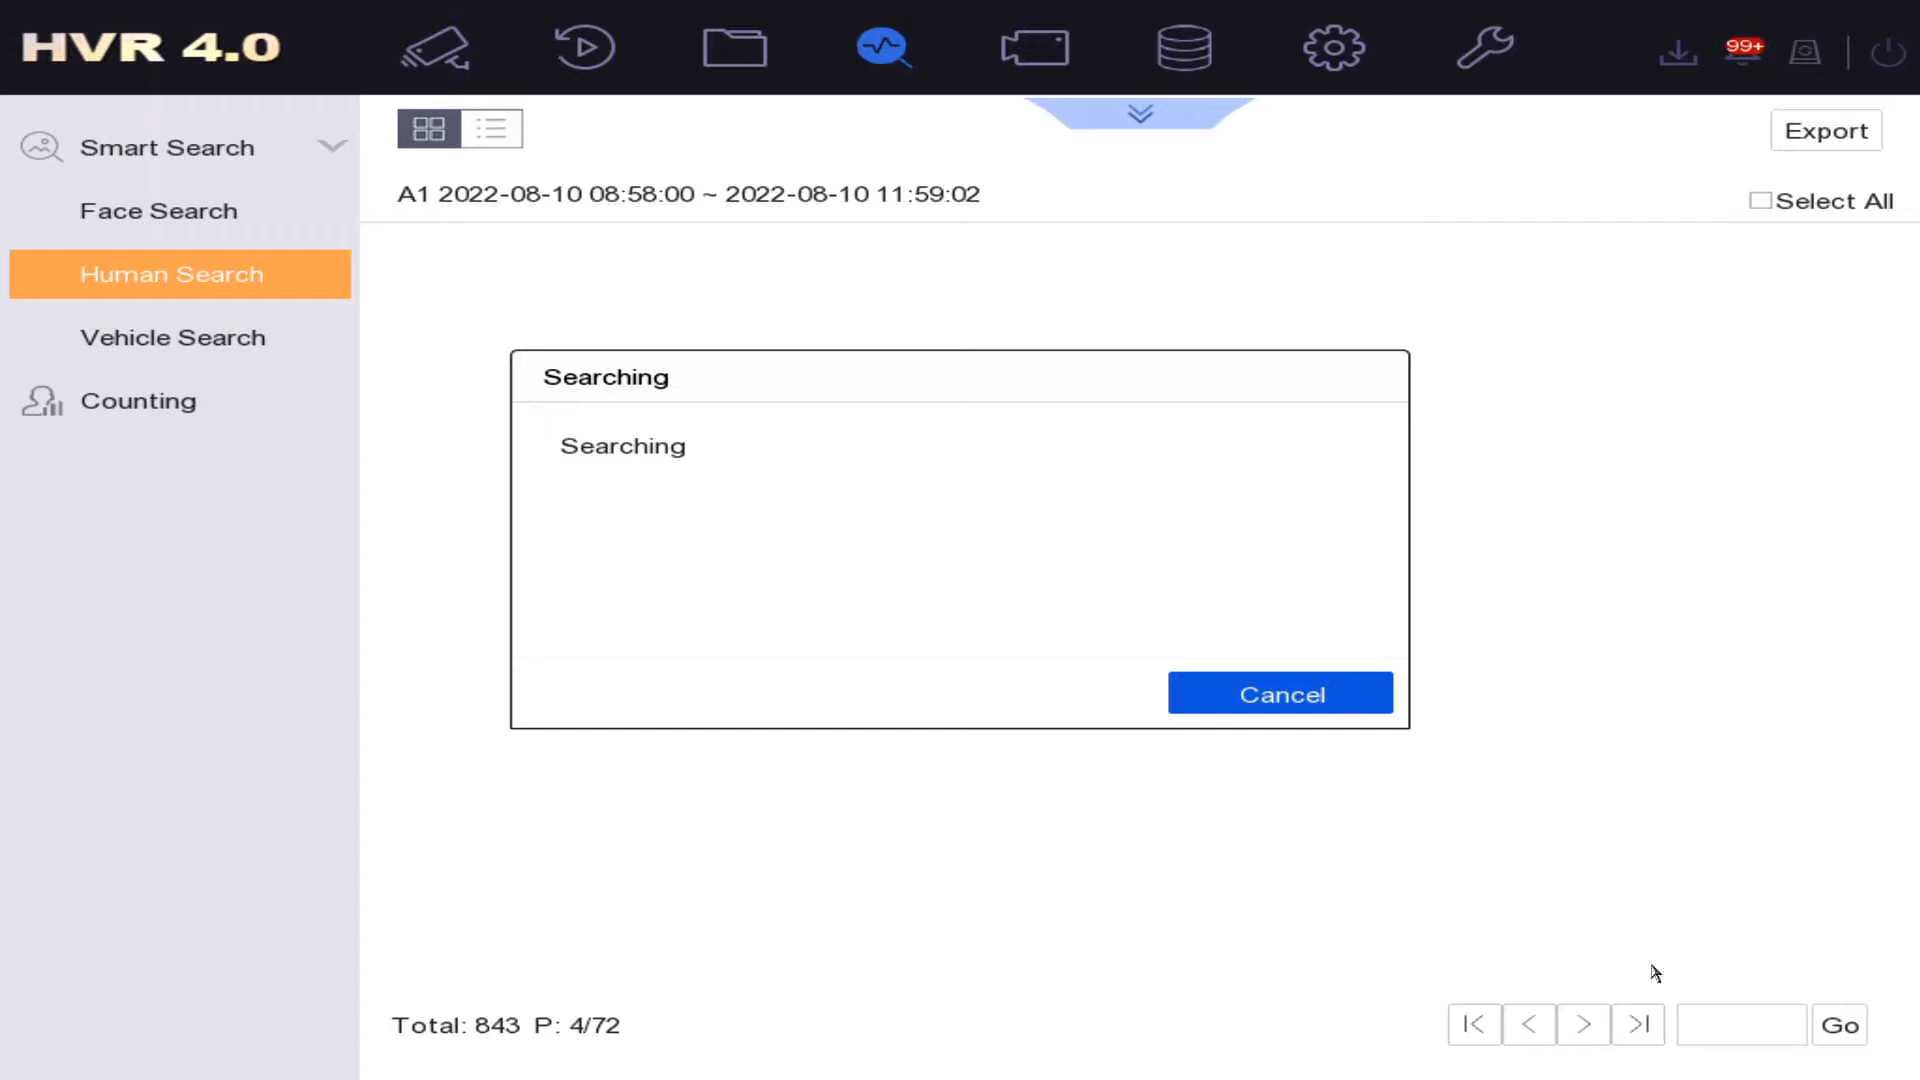 HVR 4.0
99+
Smart Search
Face Search
Human Search
Vehicle Search
Counting
Export
A1 2022-08-10 08:58:00 ~ 2022-08-10 11:59:02
Select All
Searching
Searching
Cancel
Total: 843 P: 4/72
Go